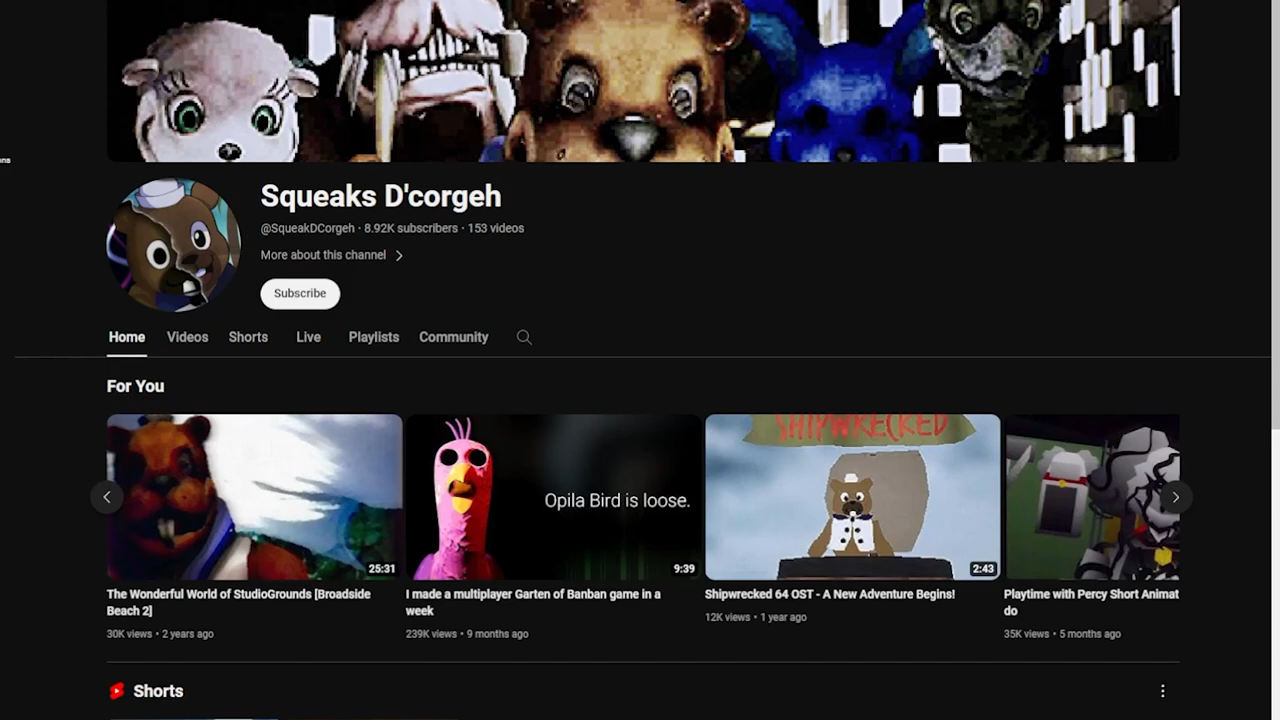 ons
Squeaks D'corgeh
@SqueakDCorgeh · 8.92K subscribers · 153 videos
More about this channel
Subscribe
Home Videos Shorts Live Playlists Community
For You
SHIPWRECKED
Opila Bird is loose.
25:31 9:39 2:43
The Wonderful World of StudioGrounds [Broadside
Beach 2]
30K views • 2 years ago
I made a multiplayer Garten of Banban game in a
week
239K views • 9 months ago
Shipwrecked 64 OST - A New Adventure Begins!
12K views • 1 year ago
Playtime with Percy Short Animat
do
35K views • 5 months ago
Shorts